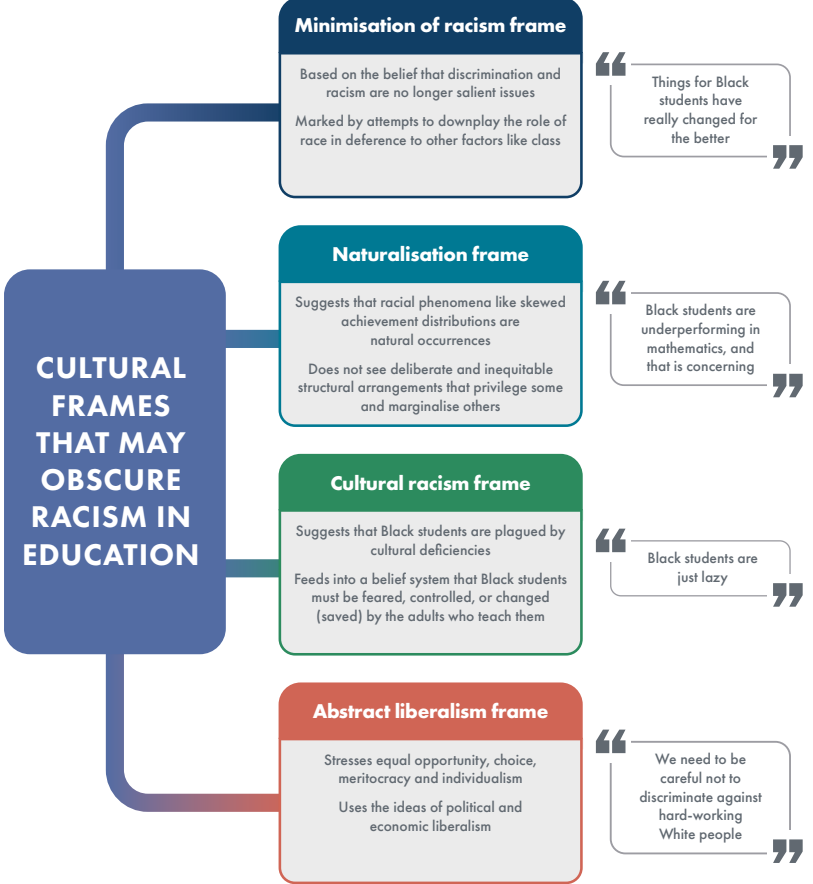 Minimisation of racism frame
Based on the belief that discrimination and
racism are no longer salient issues
Marked by attempts to downplay the role of
race in deference to other factors like class
“
Things for Black
students have
really changed for
the better
”
Naturalisation frame
Suggests that racial phenomena like skewed
achievement distributions are
natural occurrences
Does not see deliberate and inequitable
structural arrangements that privilege some
and marginalise others
“
Black students are
underperforming in
mathematics, and
that is concerning
”
CULTURAL
FRAMES
THAT MAY
OBSCURE
RACISM IN
EDUCATION
Cultural racism frame
Suggests that Black students are plagued by
cultural deficiencies
Feeds into a belief system that Black students
must be feared, controlled, or changed
(saved) by the adults who teach them
“
Black students are
just lazy
”
Abstract liberalism frame
Stresses equal opportunity, choice,
meritocracy and individualism
Uses the ideas of political and
economic liberalism
“
We need to be
careful not to
discriminate against
hard-working
White people
”